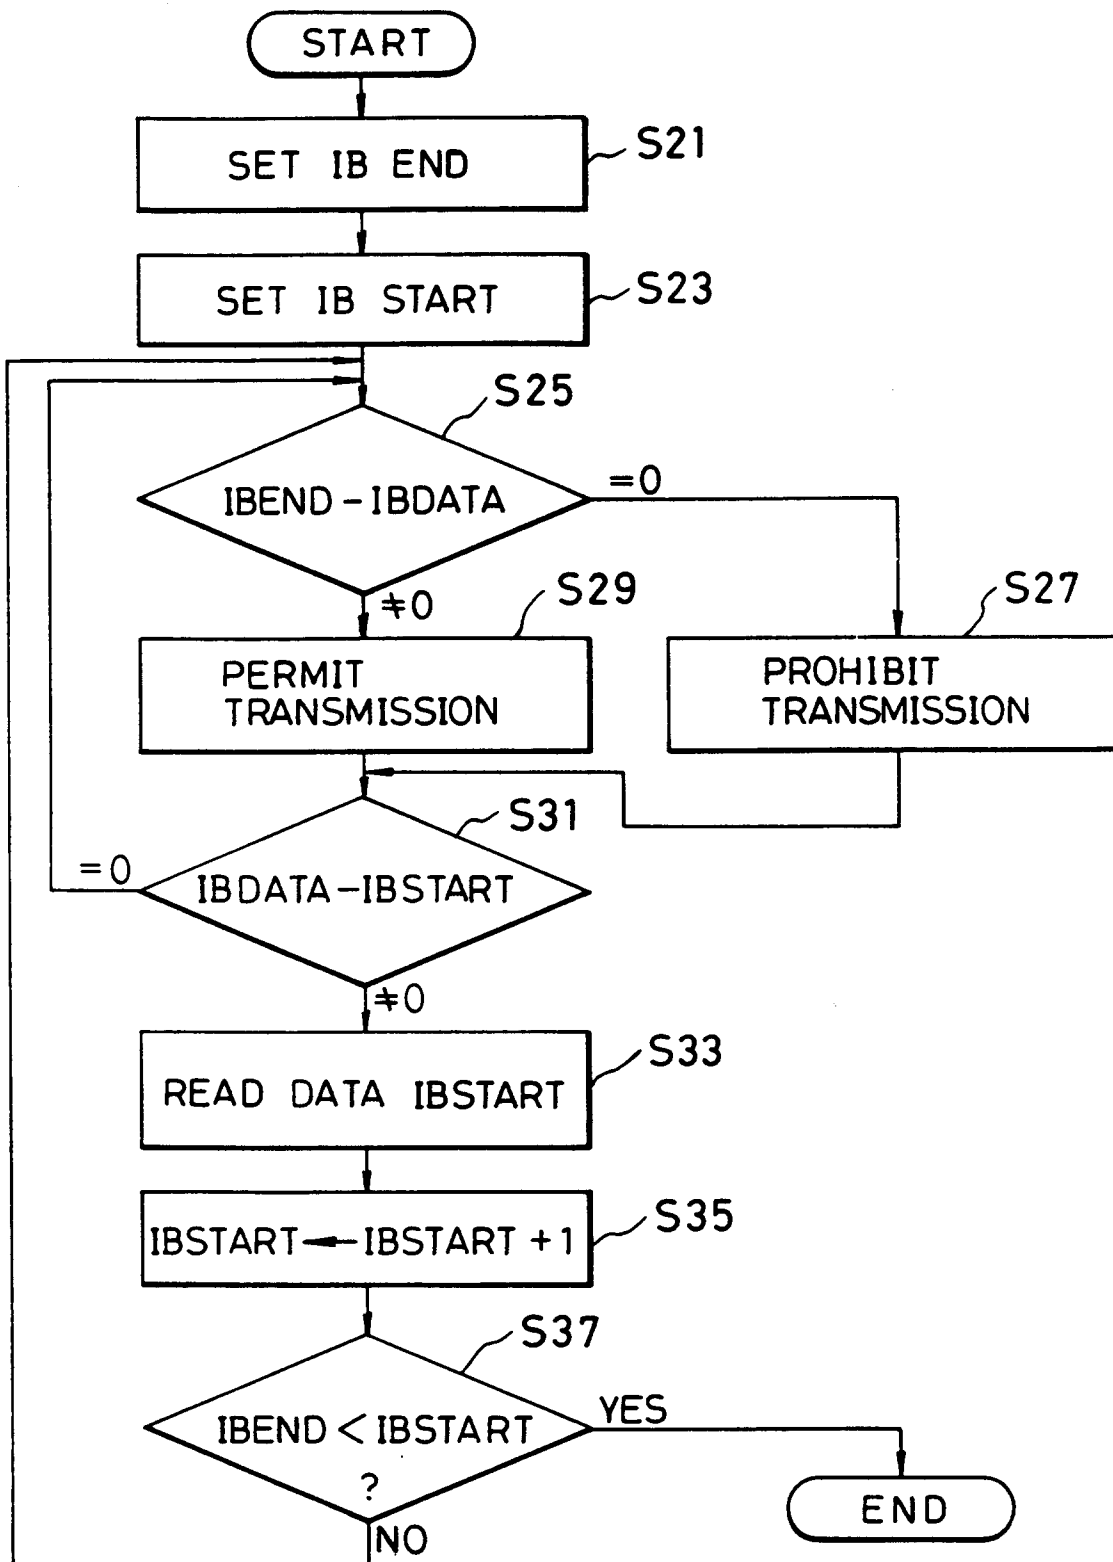 START
SET IB END
S21
SET IB START
S23
S25
IBEND-IBDATA
=0
≠0
S29
S27
PERMIT
TRANSMISSION
PROHIBIT
TRANSMISSION
S31
=0
IBDATA-IBSTART
≠0
S33
READ DATA IBSTART
S35
IBSTART ← IBSTART +1
S37
IBEND < IBSTART
?
YES
NO
END